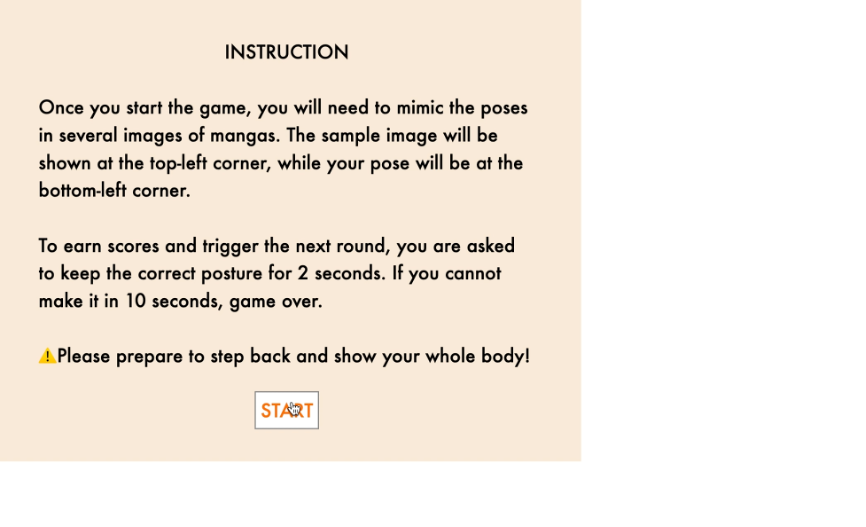 INSTRUCTION
Once you start the game, you will need to mimic the poses
in several images of mangas. The sample image will be
shown at the top-left corner, while your pose will be at the
bottom-left corner.
To earn scores and trigger the next round, you are asked
to keep the correct posture for 2 seconds. If you cannot
make it in 10 seconds, game over.
⚠️Please prepare to step back and show your whole body!
START